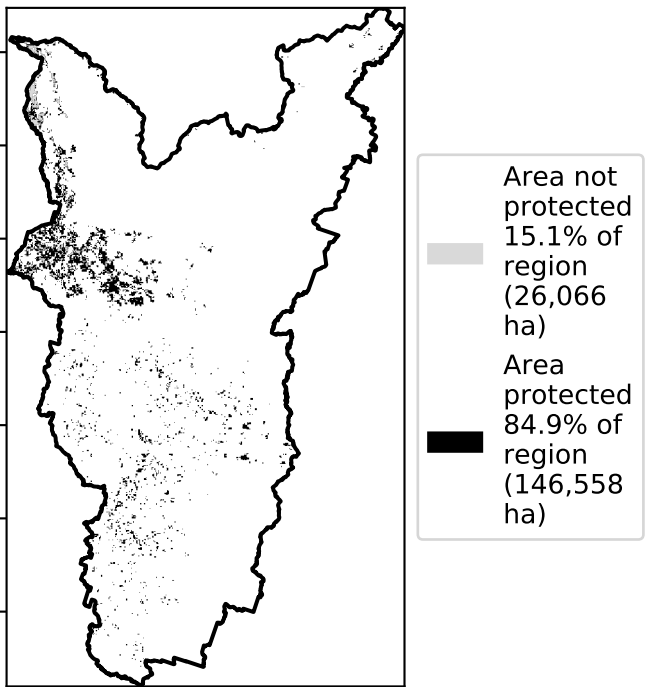 Area not
protected
15.1% of
region
(26,066
ha)
Area
protected
84.9% of
region
(146,558
ha)